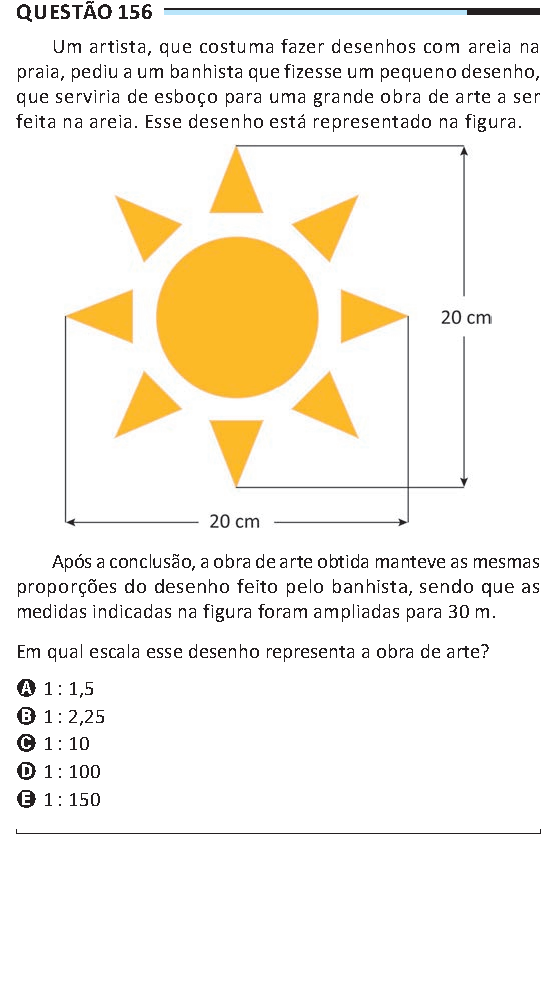 QUESTÃO 156
Um artista, que costuma fazer desenhos com areia na
praia, pediu a um banhista que fizesse um pequeno desenho,
que serviria de esboço para uma grande obra de arte a ser
feita na areia. Esse desenho está representado na figura.
20 cm
20 cm
Após a conclusão, a obra de arte obtida manteve as mesmas
proporções do desenho feito pelo banhista, sendo que as
medidas indicadas na figura foram ampliadas para 30 m.
Em qual escala esse desenho representa a obra de arte?
A 1 : 1,5
B 1 : 2,25
C 1 : 10
D 1 : 100
E 1 : 150